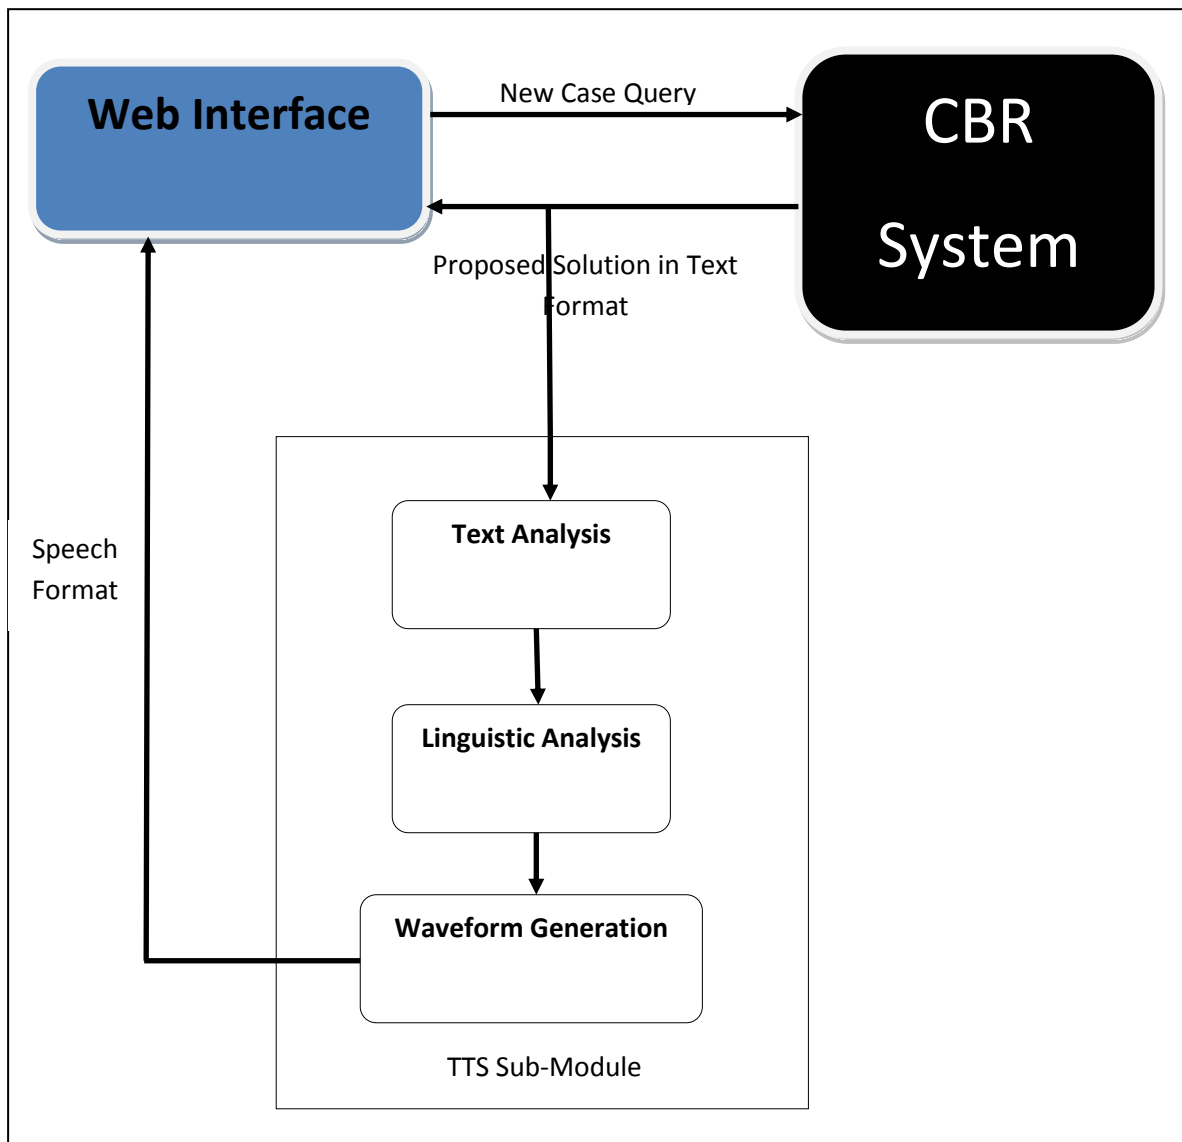 Web Interface
New Case Query
CBR
System
Proposed Solution in Text
Format
Text Analysis
Speech
Format
Linguistic Analysis
Waveform Generation
TTS Sub-Module